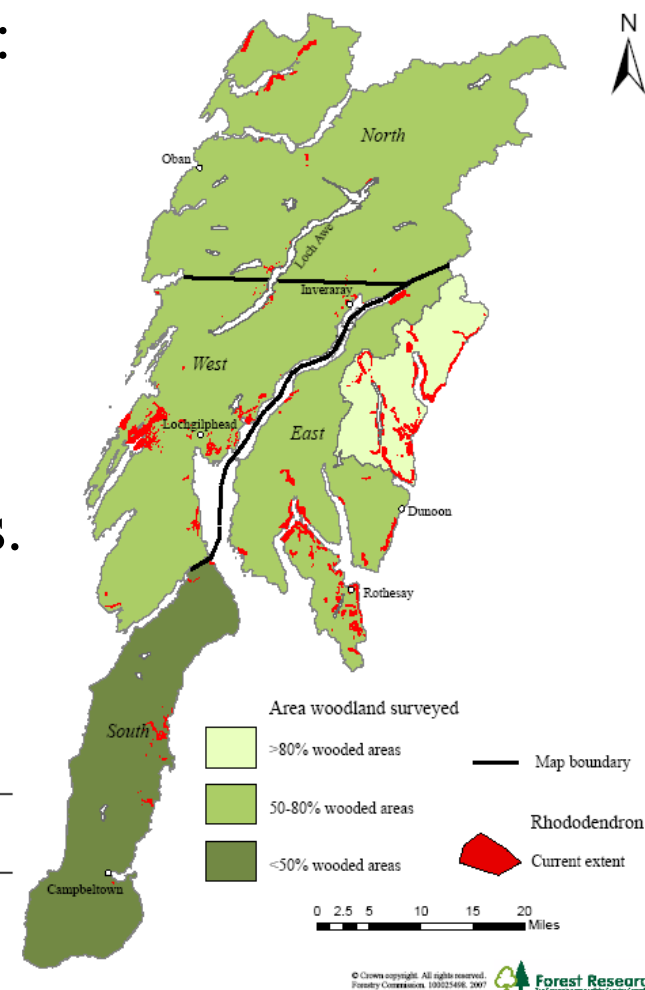 :
N
North
Oban
Loch Awe
Inveraray
West
Lochgilphead
East
s.
Dunoon
Rothesay
South
Campbeltown
Area woodland surveyed
>80% wooded areas
50-80% wooded areas
<50% wooded areas
Map boundary
Rhododendron
Current extent
0 2.5 5 10 15 20
Miles
© Crown copyright. All rights reserved.
Forestry Commission. 100025498. 2007
Forest Resear